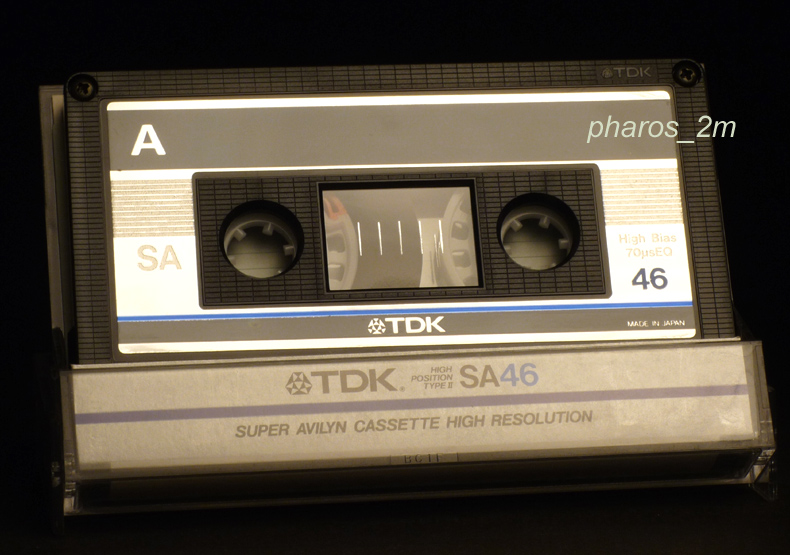 TDK
pharos_2m
A
SA
High Bias
70µsEQ
46
TDK
MADE IN JAPAN
TDK. HIGH POSITION TYPE II SA46
SUPER AVILYN CASSETTE HIGH RESOLUTION